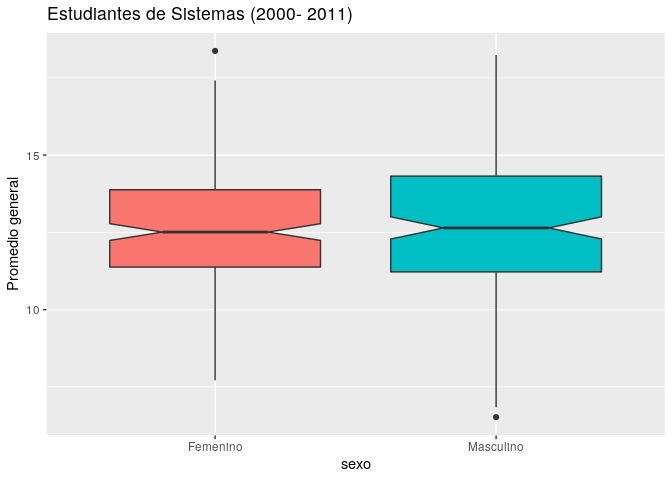 Estudiantes de Sistemas (2000- 2011)
Promedio general
15
10
Femenino
Masculino
sexo